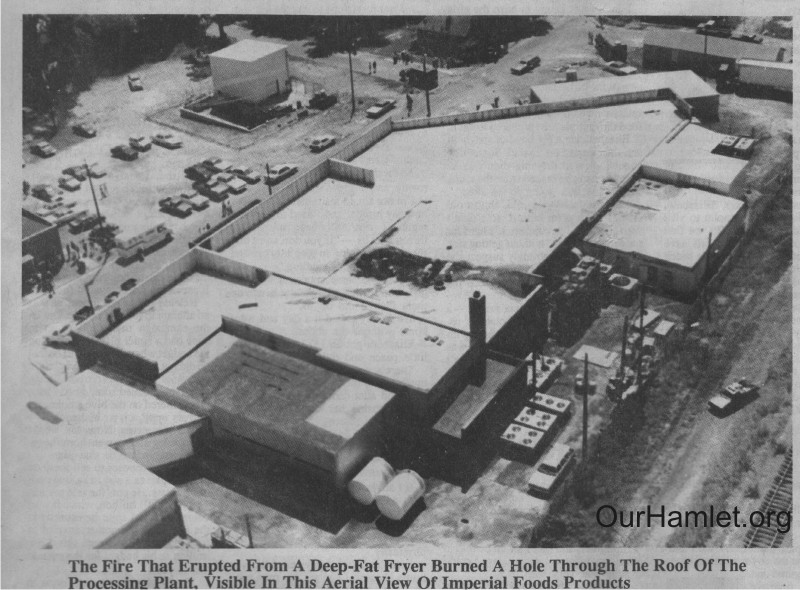 OurHamlet.org
The Fire That Erupted From A Deep-Fat Fryer Burned A Hole Through The Roof Of The
Processing Plant, Visible In This Aerial View Of Imperial Foods Products